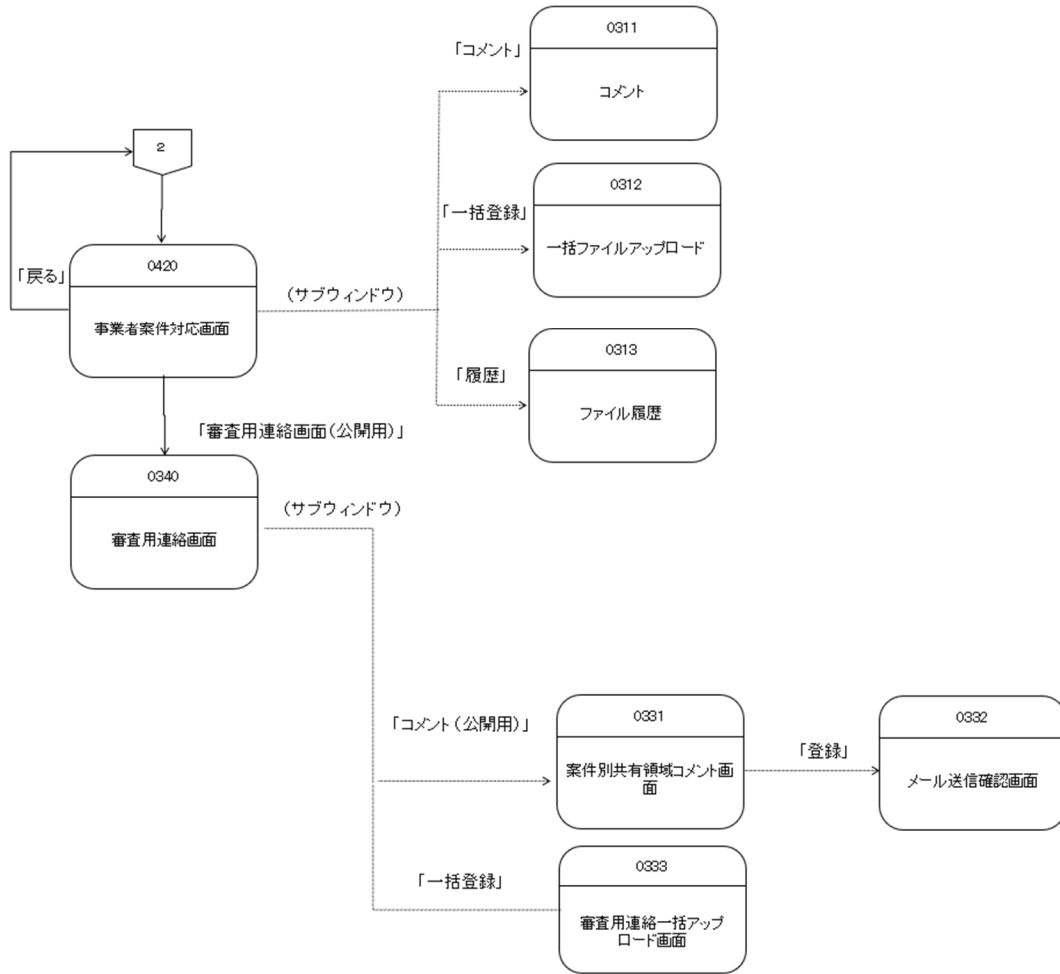 0311
「コメント」
コメント
2
0312
「一括登録」
一括ファイルアップロード
「戻る」
0420
(サブウィンドウ)
事業者案件対応画面
0313
「履歴」
ファイル履歴
「審査用連絡画面(公開用)」
0340
(サブウィンドウ)
審査用連絡画面
「コメント(公開用)」
0331
案件別共有領域コメント画
面
「登録」
0332
メール送信確認画面
「一括登録」
0333
審査用連絡一括アップ
ロード画面